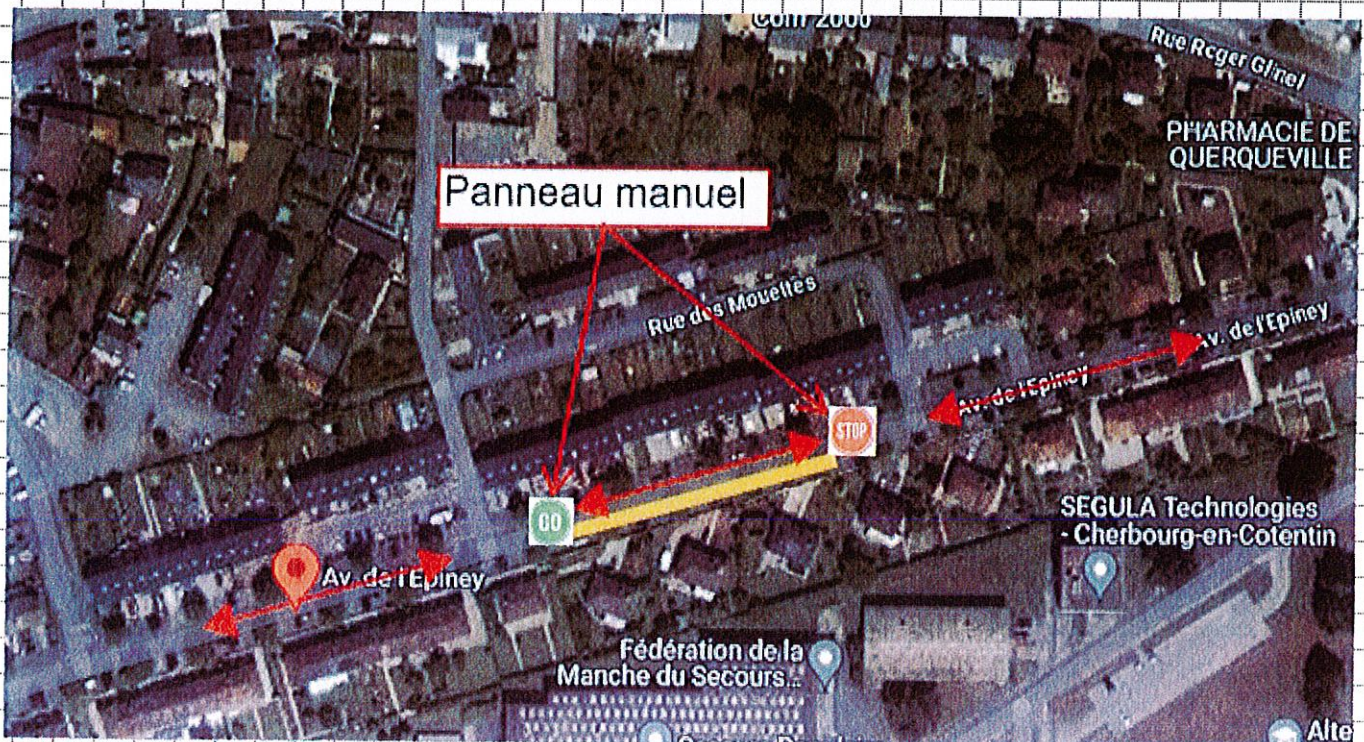 Com 2000
Rue Roger Glinel
PHARMACIE DE
QUERQUEVILLE
Panneau manuel
Rue des Mouettes
Av. de l'Epiney
Av. de l'Epiney
STOP
GO
SEGULA Technologies
- Cherbourg-en-Cotentin
Av. de l'Epiney
Fédération de la
Manche du Secours...
Alte